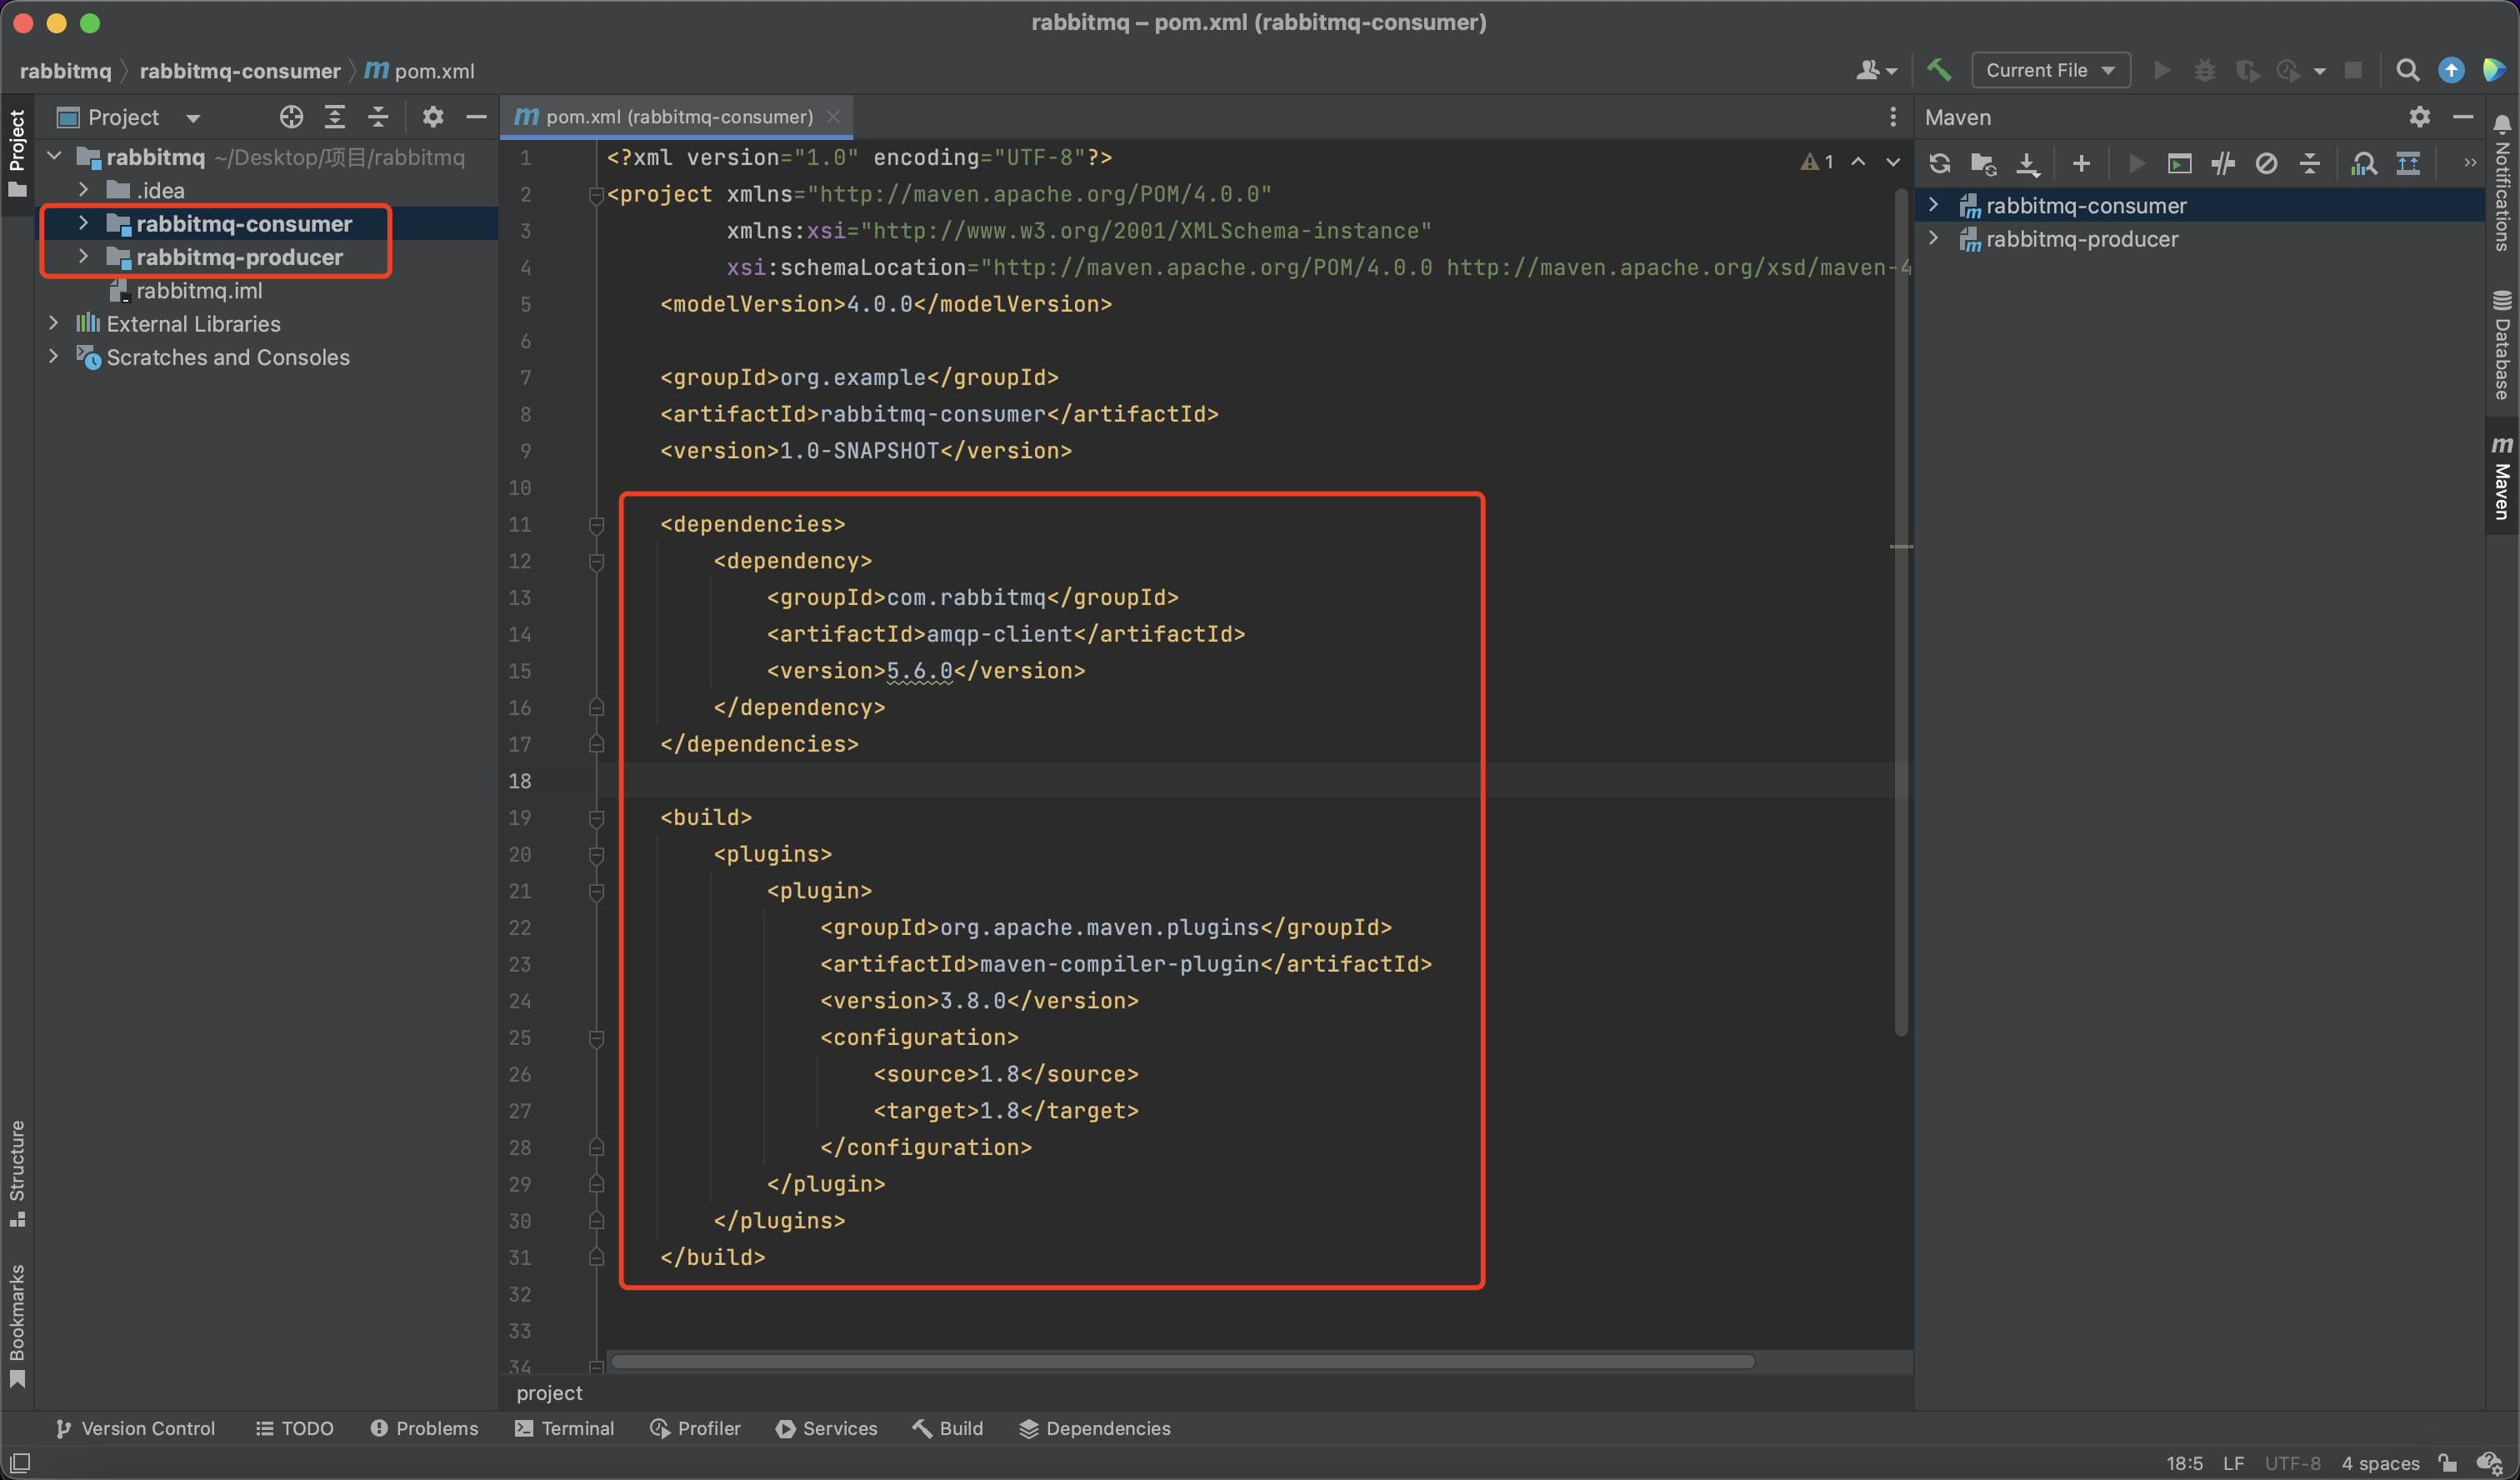 rabbitmq – pom.xml (rabbitmq-consumer)
rabbitmq rabbitmq-consumer m pom.xml
Current File
Project
Project
rabbitmq ~/Desktop/项目/rabbitmq
.idea
rabbitmq-consumer
rabbitmq-producer
rabbitmq.iml
External Libraries
Scratches and Consoles
Structure
Bookmarks
m pom.xml (rabbitmq-consumer)
1
1 <?xml version="1.0" encoding="UTF-8"?>
2 <project xmlns="http://maven.apache.org/POM/4.0.0"
3 xmlns:xsi="http://www.w3.org/2001/XMLSchema-instance"
4 xsi:schemaLocation="http://maven.apache.org/POM/4.0.0 http://maven.apache.org/xsd/maven-4
5 <modelVersion>4.0.0</modelVersion>
6
7 <groupId>org.example</groupId>
8 <artifactId>rabbitmq-consumer</artifactId>
9 <version>1.0-SNAPSHOT</version>
10
11 <dependencies>
12 <dependency>
13 <groupId>com.rabbitmq</groupId>
14 <artifactId>amqp-client</artifactId>
15 <version>5.6.0</version>
16 </dependency>
17 </dependencies>
18
19 <build>
20 <plugins>
21 <plugin>
22 <groupId>org.apache.maven.plugins</groupId>
23 <artifactId>maven-compiler-plugin</artifactId>
24 <version>3.8.0</version>
25 <configuration>
26 <source>1.8</source>
27 <target>1.8</target>
28 </configuration>
29 </plugin>
30 </plugins>
31 </build>
32
33
34
project
Maven
rabbitmq-consumer
rabbitmq-producer
Notifications
Database
m Maven
Version Control TODO Problems Terminal Profiler Services Build Dependencies
18:5 LF UTF-8 4 spaces